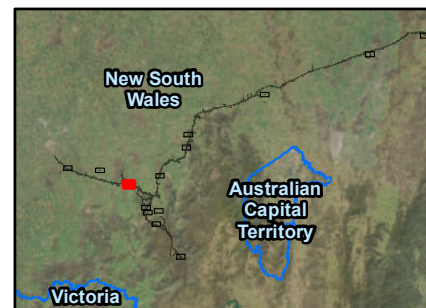 New South
Wales
Australian
Capital
Territory
Victoria